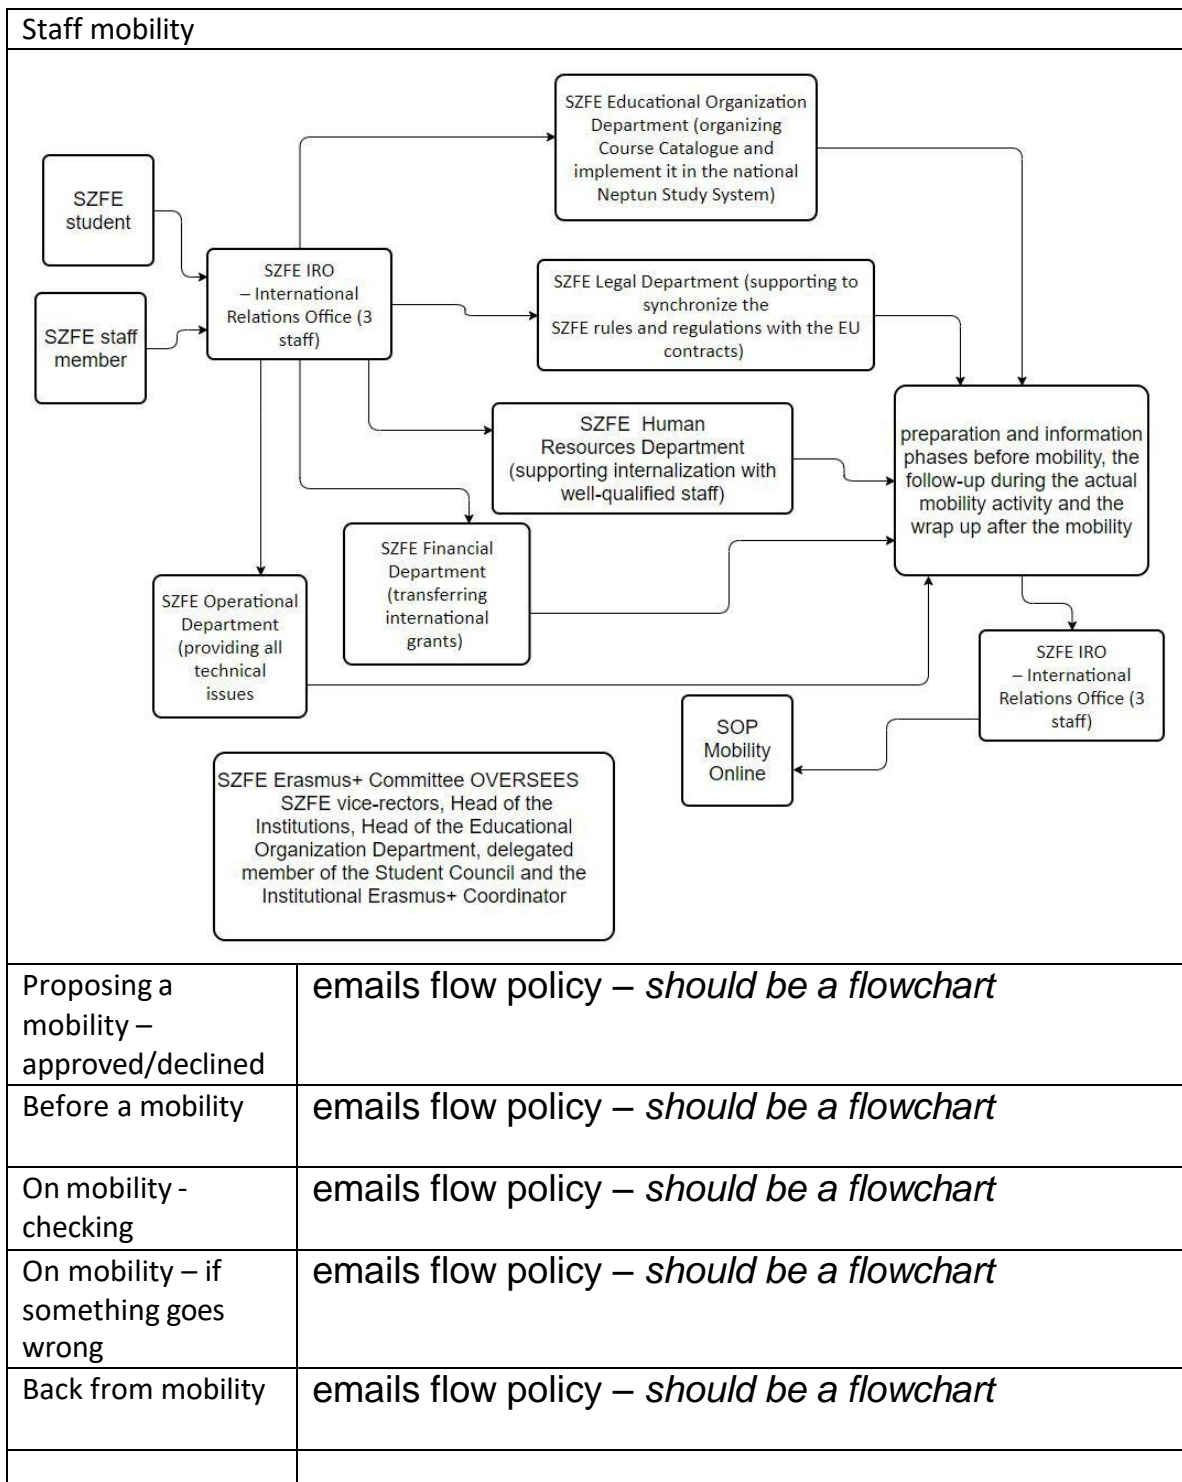 Staff mobility
SZFE Educational Organization
Department (organizing
Course Catalogue and
implement it in the national
Neptun Study System)
SZFE
student
SZFE IRO
– International
Relations Office (3
staff)
SZFE Legal Department (supporting to
synchronize the
SZFE rules and regulations with the EU
contracts)
SZFE staff
member
SZFE Human
Resources Department
(supporting internalization with
well-qualified staff)
preparation and information
phases before mobility, the
follow-up during the actual
mobility activity and the
wrap up after the mobility
SZFE Financial
Department
(transferring
international
grants)
SZFE Operational
Department
(providing all
technical
issues
SZFE IRO
– International
Relations Office (3
staff)
SOP
Mobility
Online
SZFE Erasmus+ Committee OVERSEES
SZFE vice-rectors, Head of the
Institutions, Head of the Educational
Organization Department, delegated
member of the Student Council and the
Institutional Erasmus+ Coordinator
Proposing a
mobility –
approved/declined
emails flow policy – should be a flowchart
Before a mobility
emails flow policy – should be a flowchart
On mobility -
checking
emails flow policy – should be a flowchart
On mobility – if
something goes
wrong
emails flow policy – should be a flowchart
Back from mobility
emails flow policy – should be a flowchart